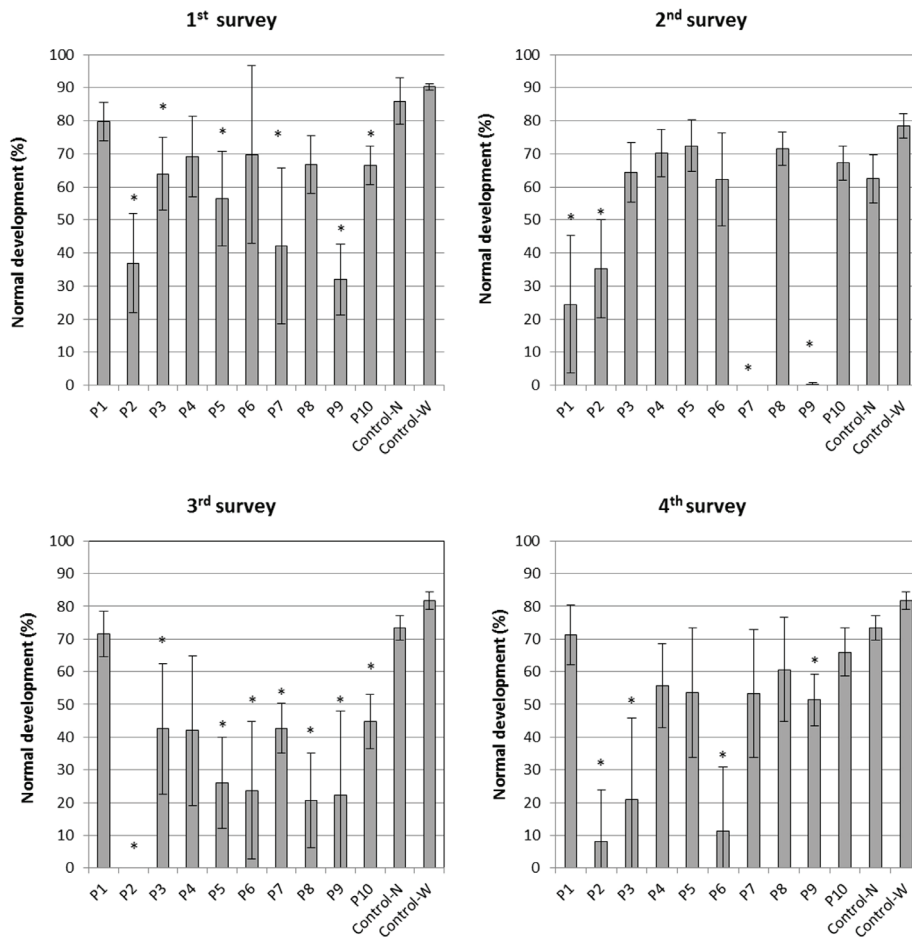 1st survey
Normal development (%)
100
90
80
70
60
50
40
30
20
10
0
* * * * * *
P1 P2 P3 P4 P5 P6 P7 P8 P9 P10 Control-N Control-W
2nd survey
Normal development (%)
100
90
80
70
60
50
40
30
20
10
0
* * * *
P1 P2 P3 P4 P5 P6 P7 P8 P9 P10 Control-N Control-W
3rd survey
Normal development (%)
100
90
80
70
60
50
40
30
20
10
0
* * * * * * * *
P1 P2 P3 P4 P5 P6 P7 P8 P9 P10 Control-N Control-W
4th survey
Normal development (%)
100
90
80
70
60
50
40
30
20
10
0
* * * *
P1 P2 P3 P4 P5 P6 P7 P8 P9 P10 Control-N Control-W